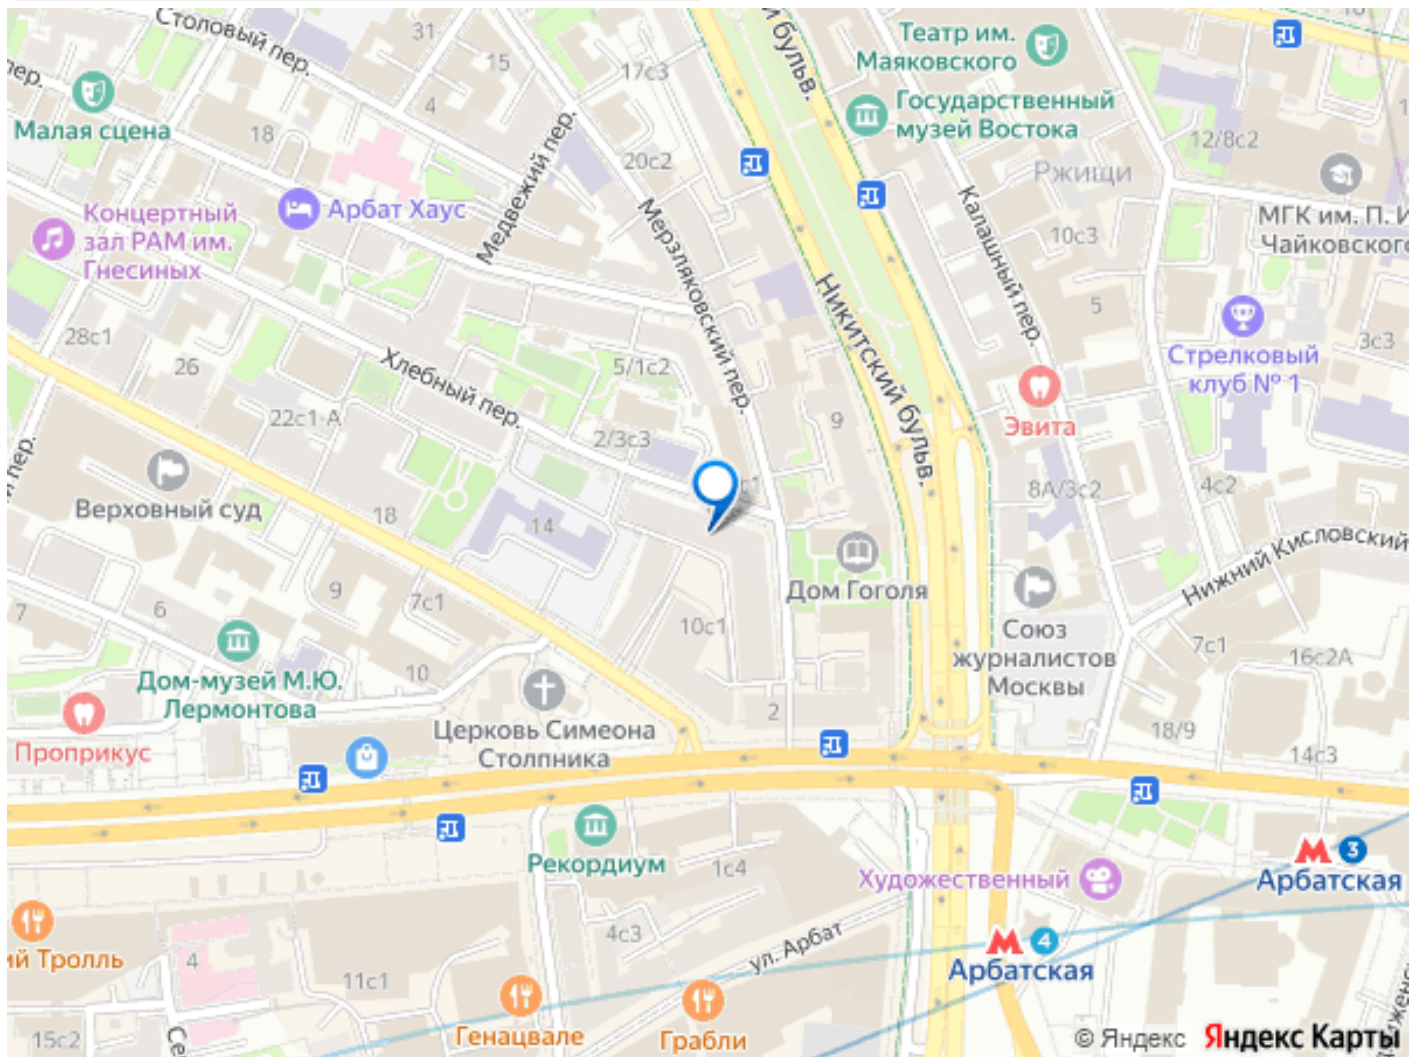 Столовый пер.
31
15
17с3
Театр им.
Маяковского
Государственный
музей Востока
12/8с2
Ржищи
МГК им. П. И
Чайковского
пер.
Малая сцена
18
4
Медвежий пер.
20с2
Мерзляковский пер.
Калашный пер.
10с3
5
Концертный
зал РАМ им.
Гнесиных
Арбат Хаус
Никитский бульв.
Стрелковый
клуб № 1
3с3
28с1
26
Хлебный пер.
5/1с2
22с1-А
2/3с3
9
Эвита
8А/3с2
4с2
Верховный суд
18
14
с1
Дом Гоголя
Нижний Кисловский
9
7с1
7
6
10с1
Союз
журналистов
Москвы
7с1
16с2А
Дом-музей М.Ю.
Лермонтова
10
Проприкус
Церковь Симеона
Столпника
2
18/9
14с3
Рекордиум
1с4
Художественный
3
Арбатская
4
Арбатская
ий Тролль
4
4с3
ул. Арбат
11с1
Генацвале
Грабли
15с2
© Яндекс Яндекс Карты